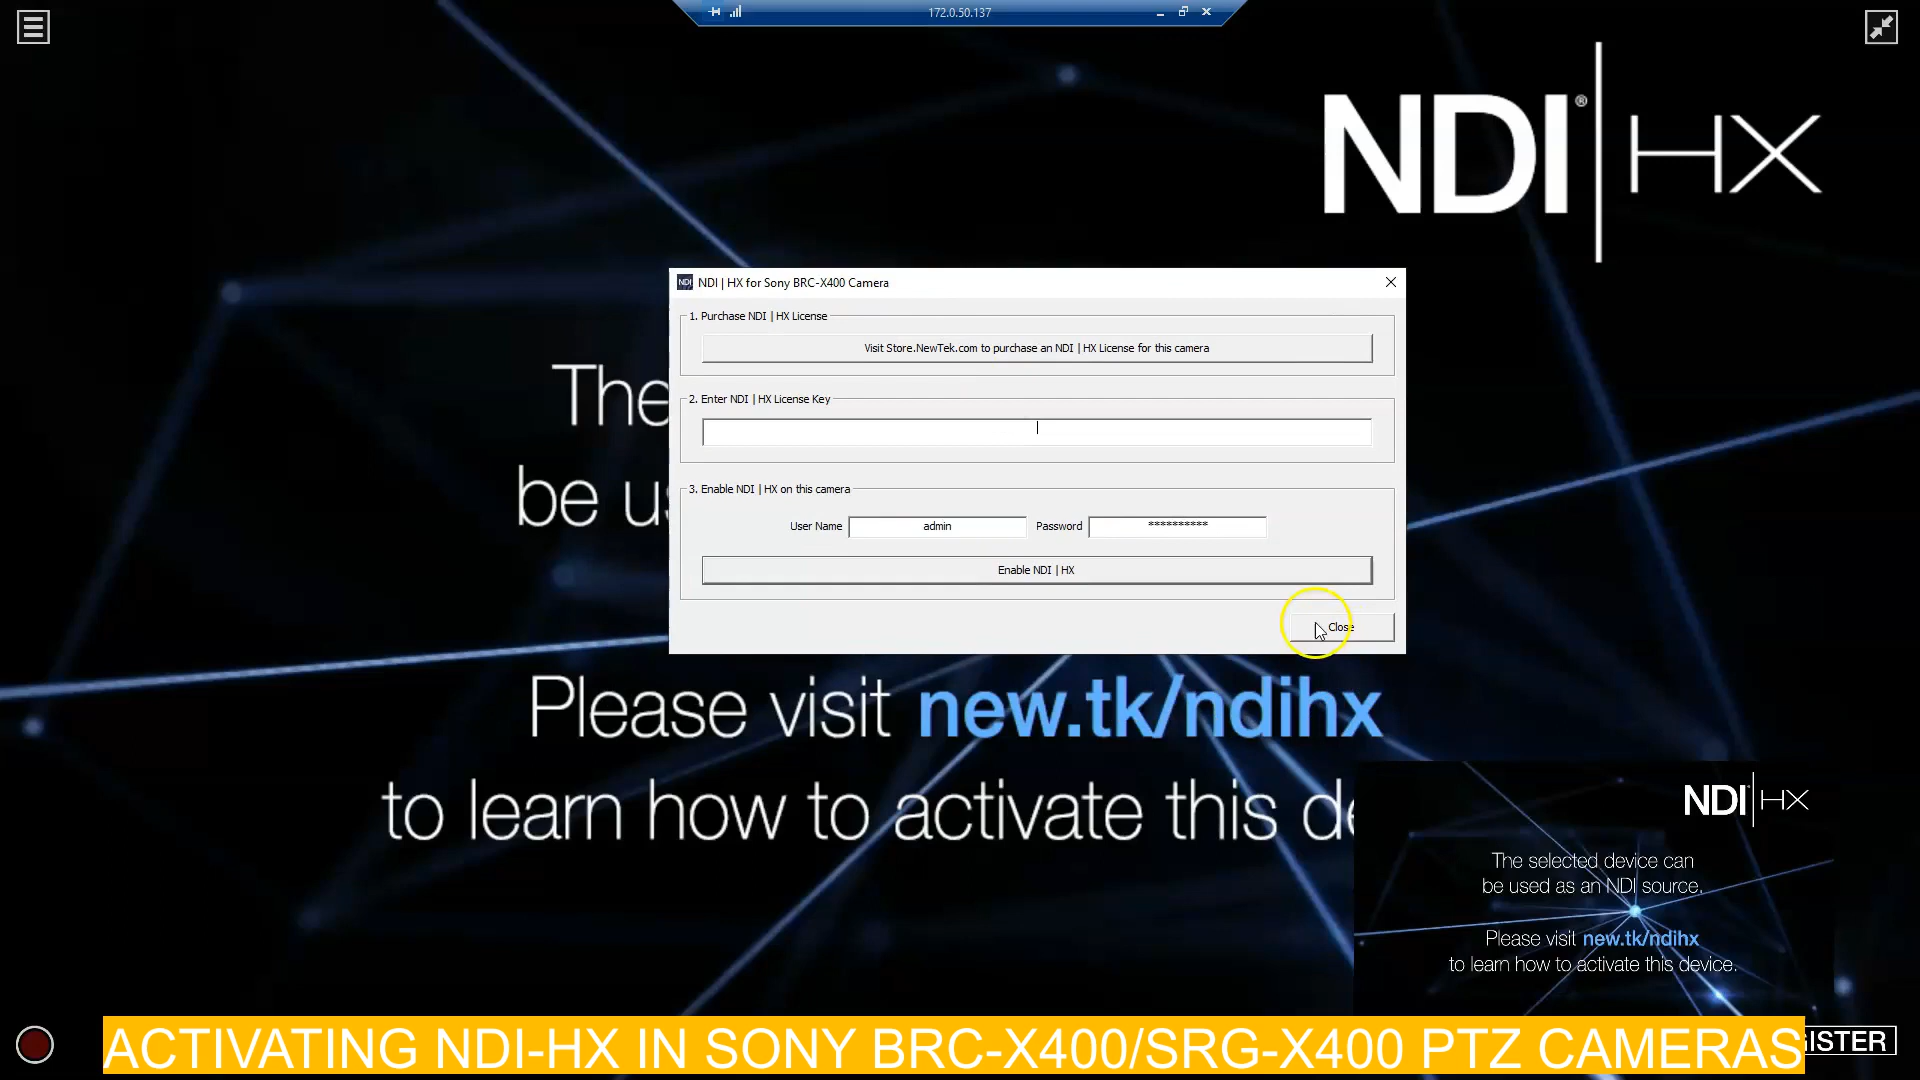 172.0.50.137
NDI® | HX
NDI | HX for Sony BRC-X400 Camera
1. Purchase NDI | HX License
Visit Store.NewTek.com to purchase an NDI | HX License for this camera
2. Enter NDI | HX License Key
3. Enable NDI | HX on this camera
User Name admin Password **********
Enable NDI | HX
Close
The
be us
Please visit new.tk/ndihx
to learn how to activate this de
NDI | HX
The selected device can
be used as an NDI source.
Please visit new.tk/ndihx
to learn how to activate this device.
ACTIVATING NDI-HX IN SONY BRC-X400/SRG-X400 PTZ CAMERAS
ISTER